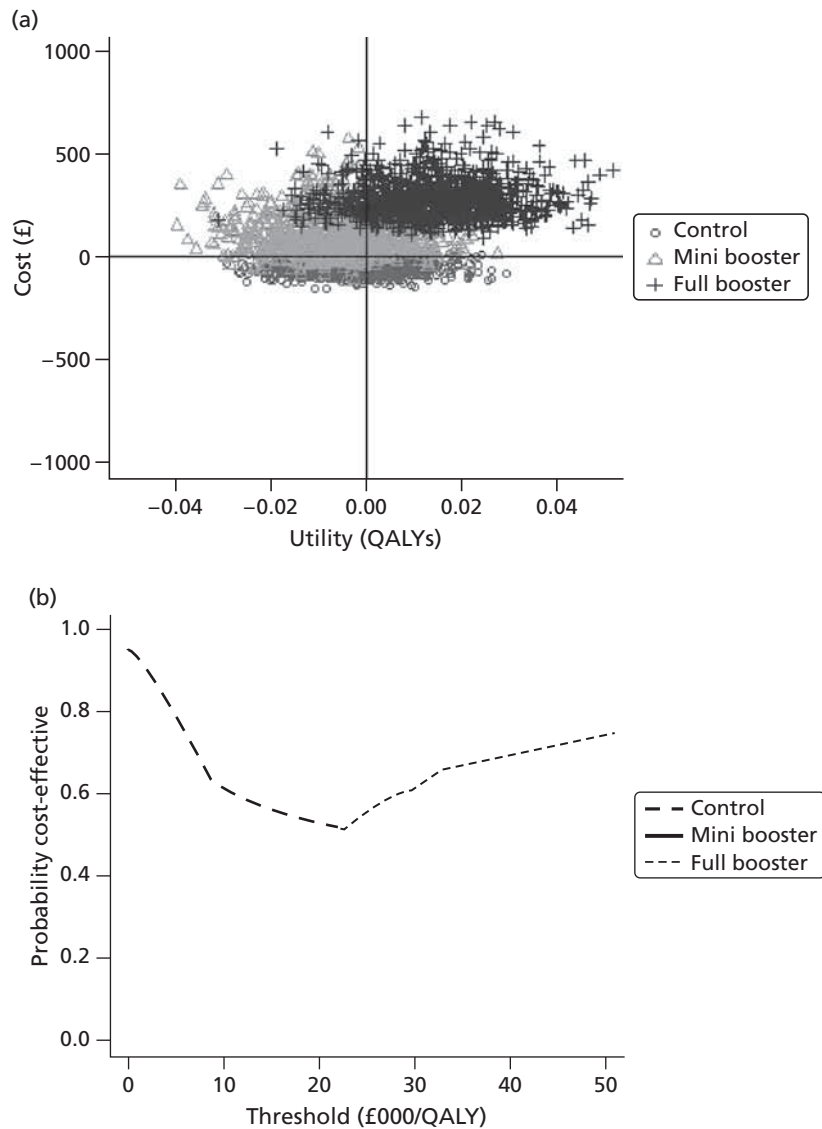 (a)
1000
500
0
−500
−1000
Cost (£)
−0.04
−0.02
0.00
0.02
0.04
Utility (QALYs)
Control
Mini booster
Full booster
(b)
1.0
0.8
0.6
0.4
0.2
0.0
Probability cost-effective
0
10
20
30
40
50
Threshold (£000/QALY)
Control
Mini booster
Full booster